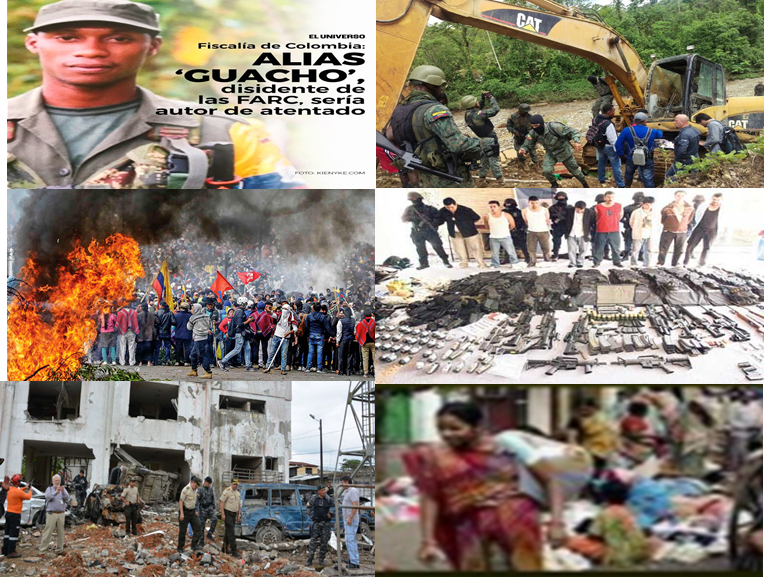 EL UNIVERSO
Fiscalía de Colombia:
ALIAS
‘GUACHO’,
disidente de
las FARC, sería
autor de atentado
FOTO: KIENYKE.COM
CAT
CAT